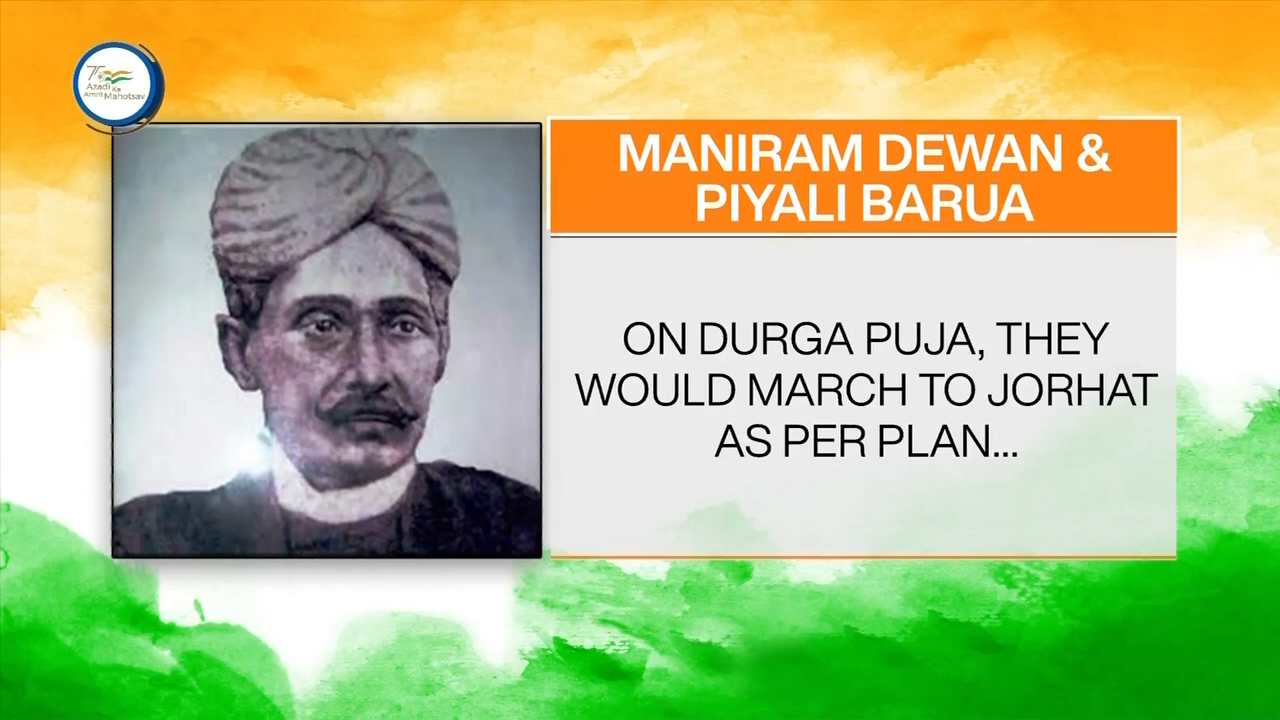 75
Azadi Ka
Amrit Mahotsav
MANIRAM DEWAN &
PIYALI BARUA
ON DURGA PUJA, THEY
WOULD MARCH TO JORHAT
AS PER PLAN...